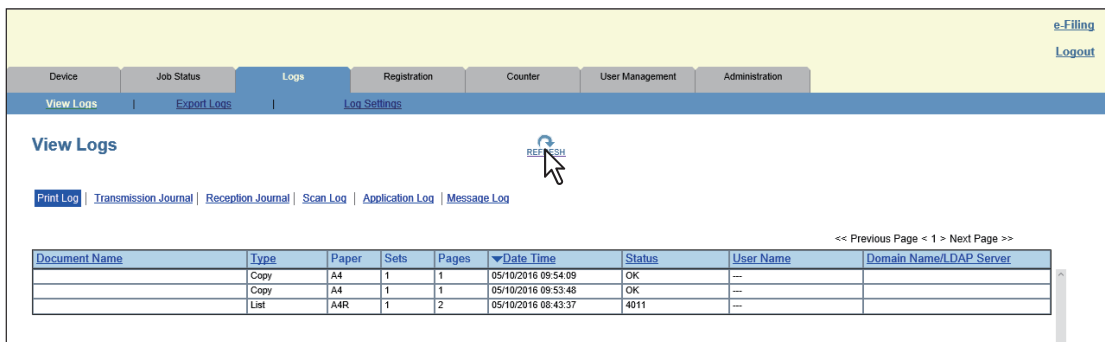 e-Filing
Logout
Device Job Status Logs Registration Counter User Management Administration
View Logs | Export Logs | Log Settings
View Logs
REFRESH
Print Log | Transmission Journal | Reception Journal | Scan Log | Application Log | Message Log
<< Previous Page < 1 > Next Page >>
Document Name Type Paper Sets Pages Date Time Status User Name Domain Name/LDAP Server
Copy A4 1 1 05/10/2016 09:54:09 OK ---
Copy A4 1 1 05/10/2016 09:53:48 OK ---
List A4R 1 2 05/10/2016 08:43:37 4011 ---